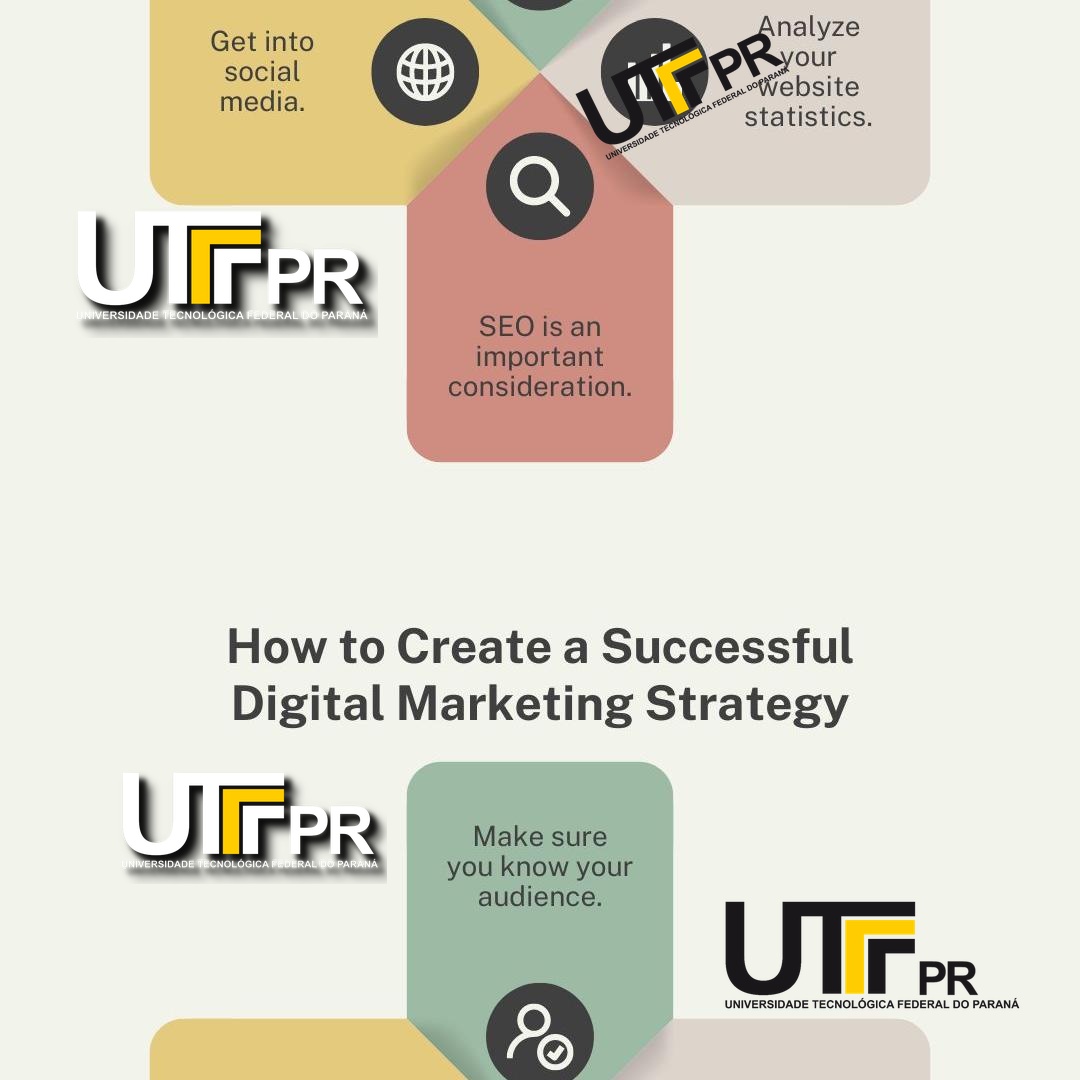 Get into
social
media.
Analyze
your
website
statistics.
UTFPR
UNIVERSIDADE TECNOLÓGICA FEDERAL DO PARANÁ
UTFPR
UNIVERSIDADE TECNOLÓGICA FEDERAL DO PARANÁ
SEO is an
important
consideration.
How to Create a Successful
Digital Marketing Strategy
UTFPR
UNIVERSIDADE TECNOLÓGICA FEDERAL DO PARANÁ
Make sure
you know your
audience.
UTFPR
UNIVERSIDADE TECNOLÓGICA FEDERAL DO PARANÁ